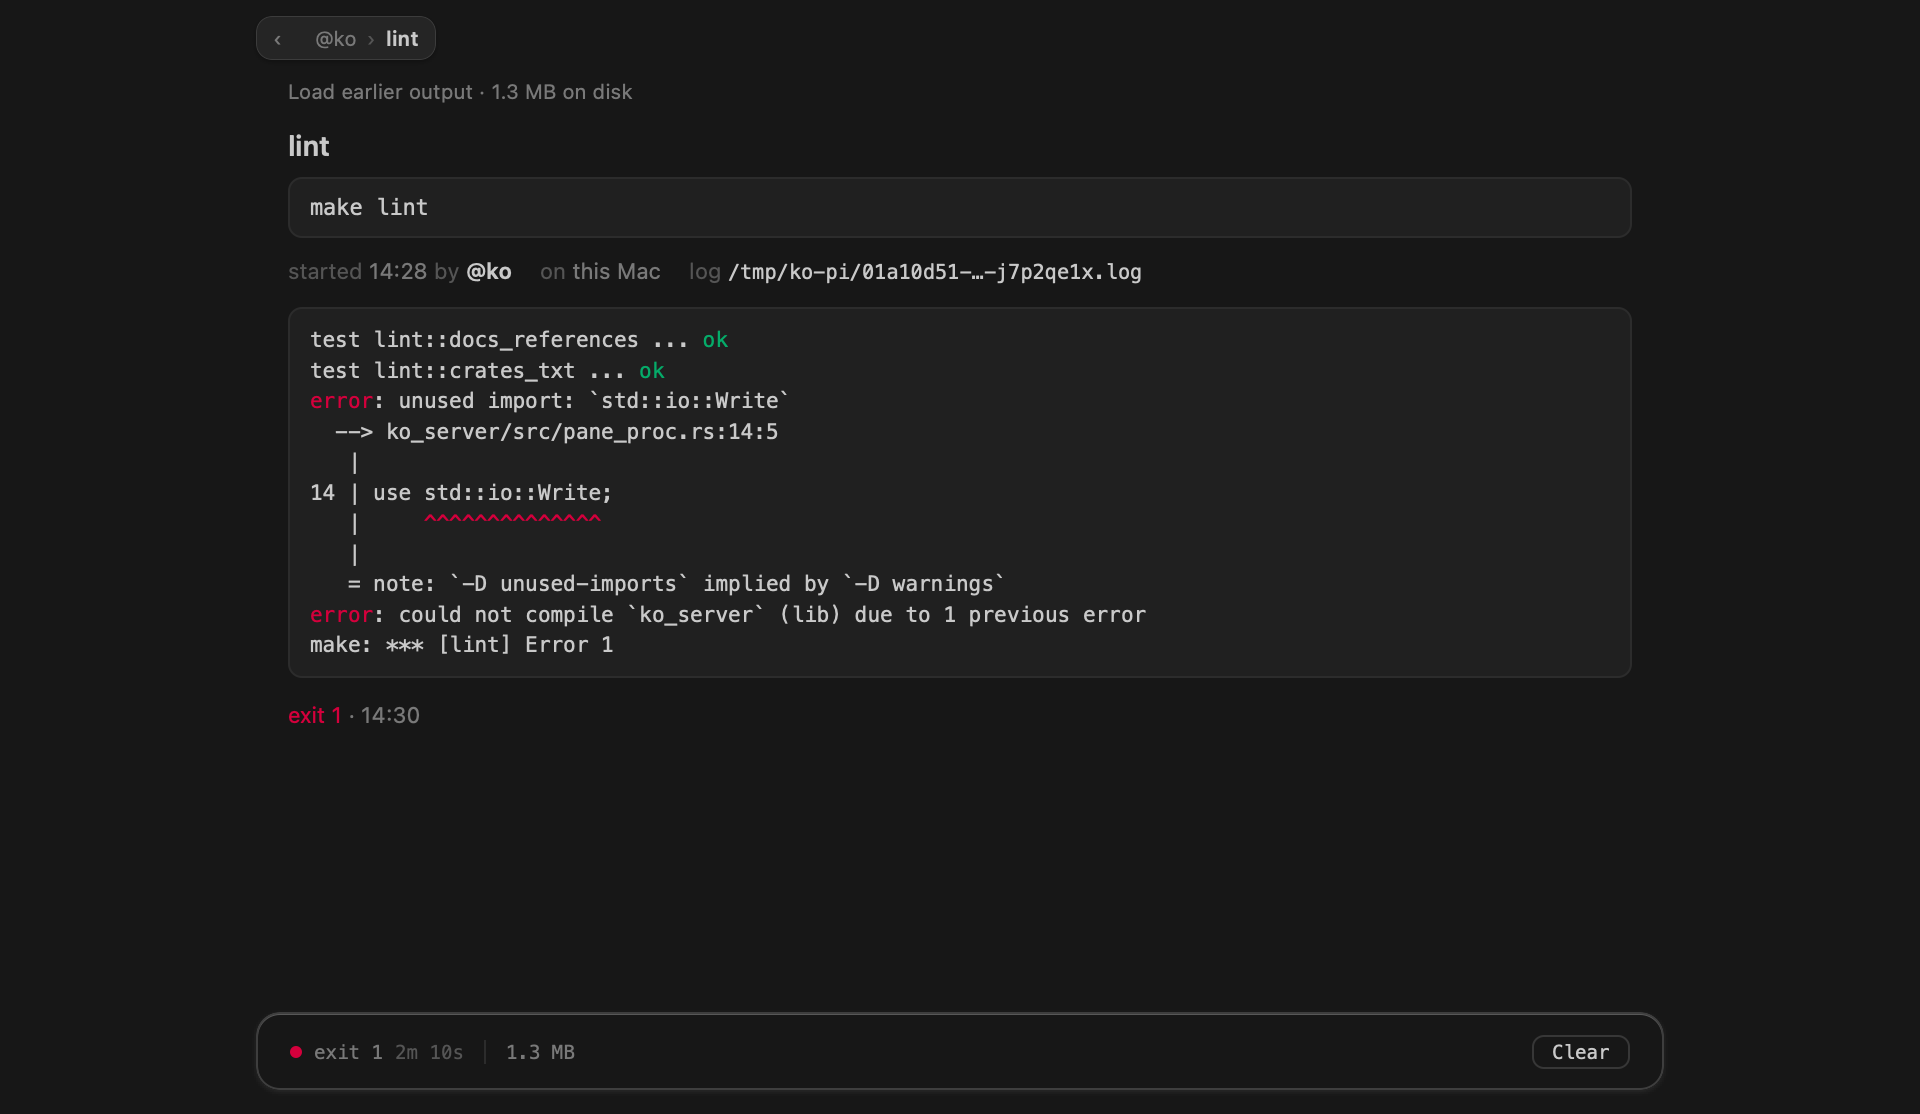 ‹ @ko › lint
Load earlier output · 1.3 MB on disk
lint
make lint
started 14:28 by @ko on this Mac log /tmp/ko-pi/01a10d51-…-j7p2qe1x.log
test lint::docs_references ... ok
test lint::crates_txt ... ok
error: unused import: `std::io::Write`
  --> ko_server/src/pane_proc.rs:14:5
   |
14 | use std::io::Write;
   |     ^^^^^^^^^^^^^^
   |
   = note: `-D unused-imports` implied by `-D warnings`
error: could not compile `ko_server` (lib) due to 1 previous error
make: *** [lint] Error 1
exit 1 · 14:30
exit 1 2m 10s | 1.3 MB Clear